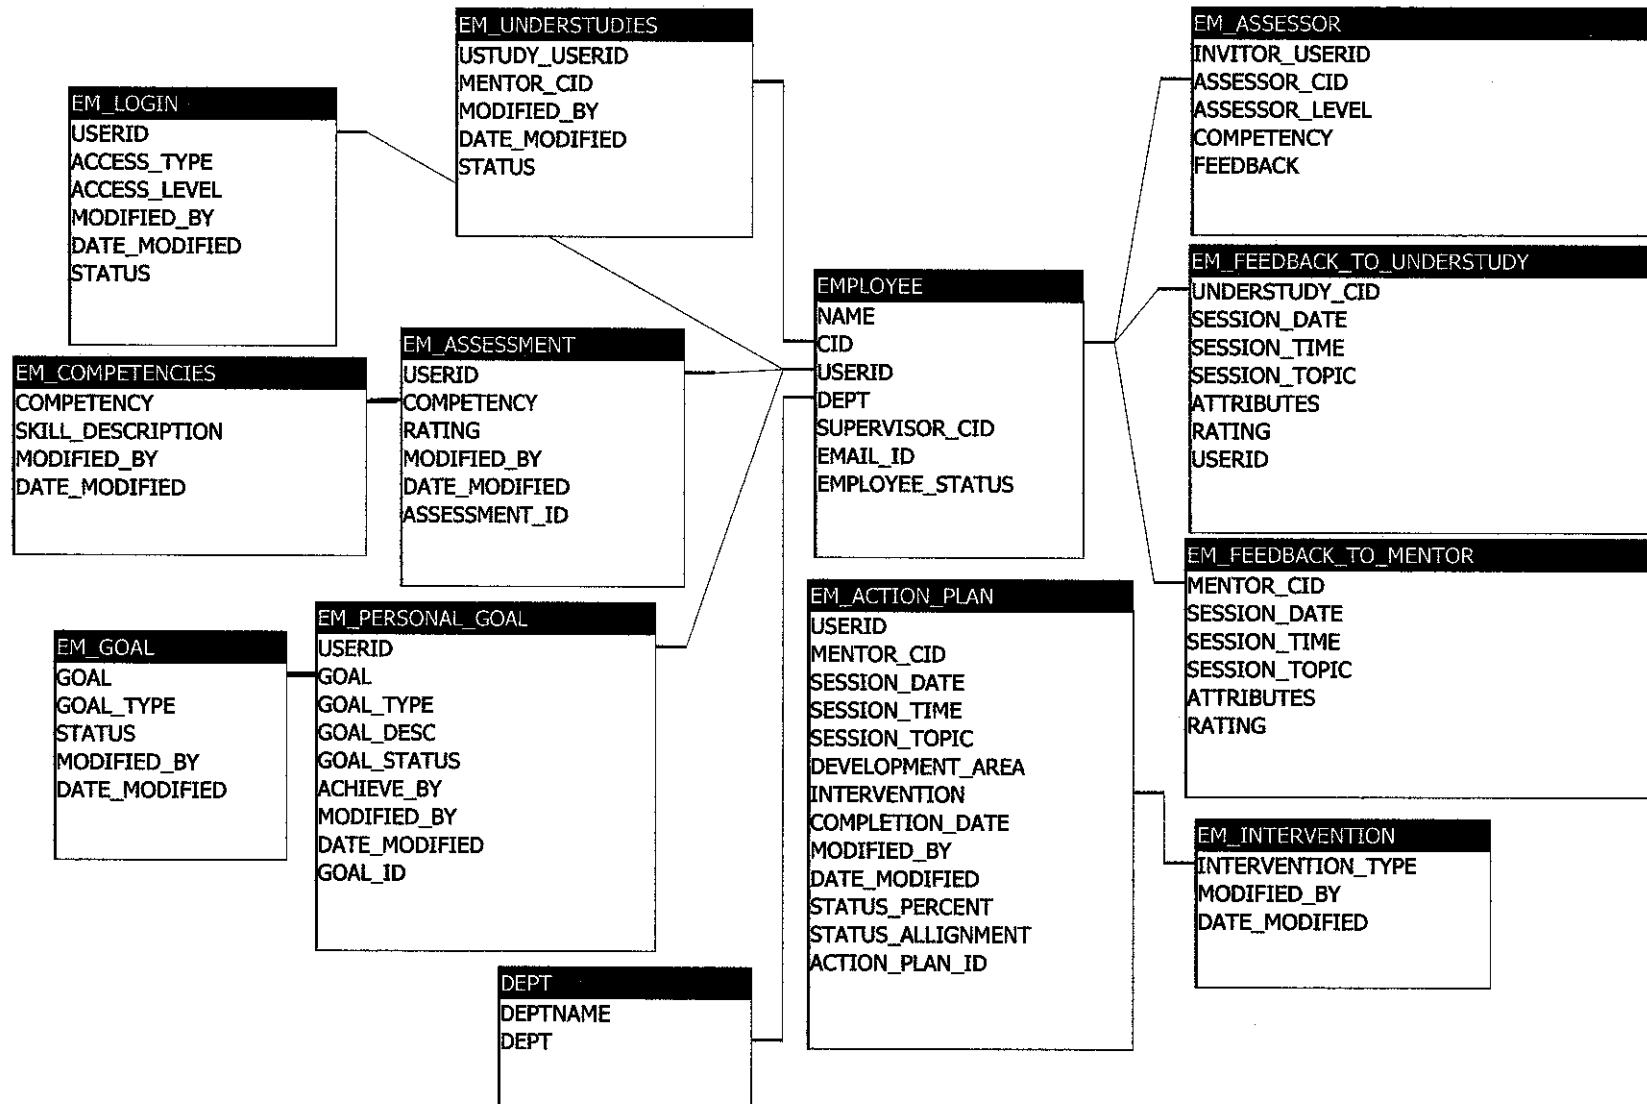 EM_UNDERSTUDIES
USTUDY_USERID
MENTOR_CID
MODIFIED_BY
DATE_MODIFIED
STATUS
EM_ASSESSOR
INVITOR_USERID
ASSESSOR_CID
ASSESSOR_LEVEL
COMPETENCY
FEEDBACK
EM_LOGIN
USERID
ACCESS_TYPE
ACCESS_LEVEL
MODIFIED_BY
DATE_MODIFIED
STATUS
EM_FEEDBACK_TO_UNDERSTUDY
UNDERSTUDY_CID
SESSION_DATE
SESSION_TIME
SESSION_TOPIC
ATTRIBUTES
RATING
USERID
EMPLOYEE
NAME
CID
USERID
DEPT
SUPERVISOR_CID
EMAIL_ID
EMPLOYEE_STATUS
EM_COMPETENCIES
COMPETENCY
SKILL_DESCRIPTION
MODIFIED_BY
DATE_MODIFIED
EM_ASSESSMENT
USERID
COMPETENCY
RATING
MODIFIED_BY
DATE_MODIFIED
ASSESSMENT_ID
EM_FEEDBACK_TO_MENTOR
MENTOR_CID
SESSION_DATE
SESSION_TIME
SESSION_TOPIC
ATTRIBUTES
RATING
EM_GOAL
GOAL
GOAL_TYPE
STATUS
MODIFIED_BY
DATE_MODIFIED
EM_PERSONAL_GOAL
USERID
GOAL
GOAL_TYPE
GOAL_DESC
GOAL_STATUS
ACHIEVE_BY
MODIFIED_BY
DATE_MODIFIED
GOAL_ID
EM_ACTION_PLAN
USERID
MENTOR_CID
SESSION_DATE
SESSION_TIME
SESSION_TOPIC
DEVELOPMENT_AREA
INTERVENTION
COMPLETION_DATE
MODIFIED_BY
DATE_MODIFIED
STATUS_PERCENT
STATUS_ALLIGNMENT
ACTION_PLAN_ID
EM_INTERVENTION
INTERVENTION_TYPE
MODIFIED_BY
DATE_MODIFIED
DEPT
DEPTNAME
DEPT